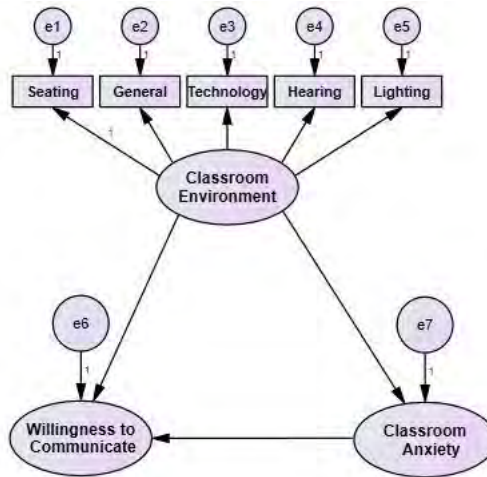 e1 e2 e3 e4 e5
1 1 1 1 1
Seating General Technology Hearing Lighting
1
Classroom
Environment
e6 e7
1 1
Willingness to
Communicate
Classroom
Anxiety